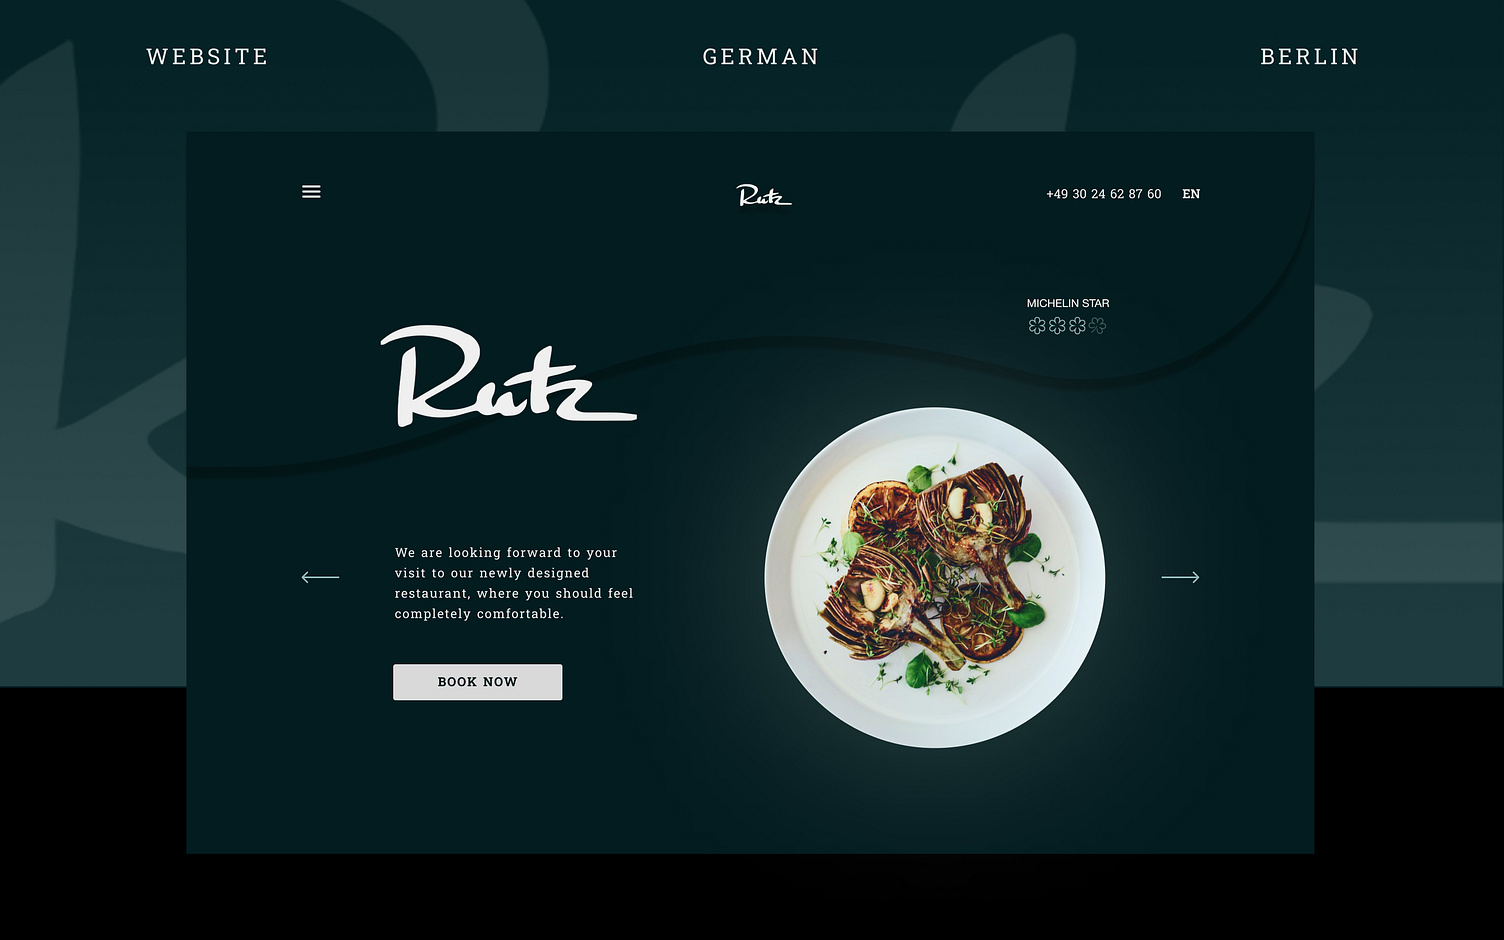 WEBSITE
GERMAN
BERLIN
Rutz
+49 30 24 62 87 60
EN
MICHELIN STAR
Rutz
We are looking forward to your
visit to our newly designed
restaurant, where you should feel
completely comfortable.
BOOK NOW